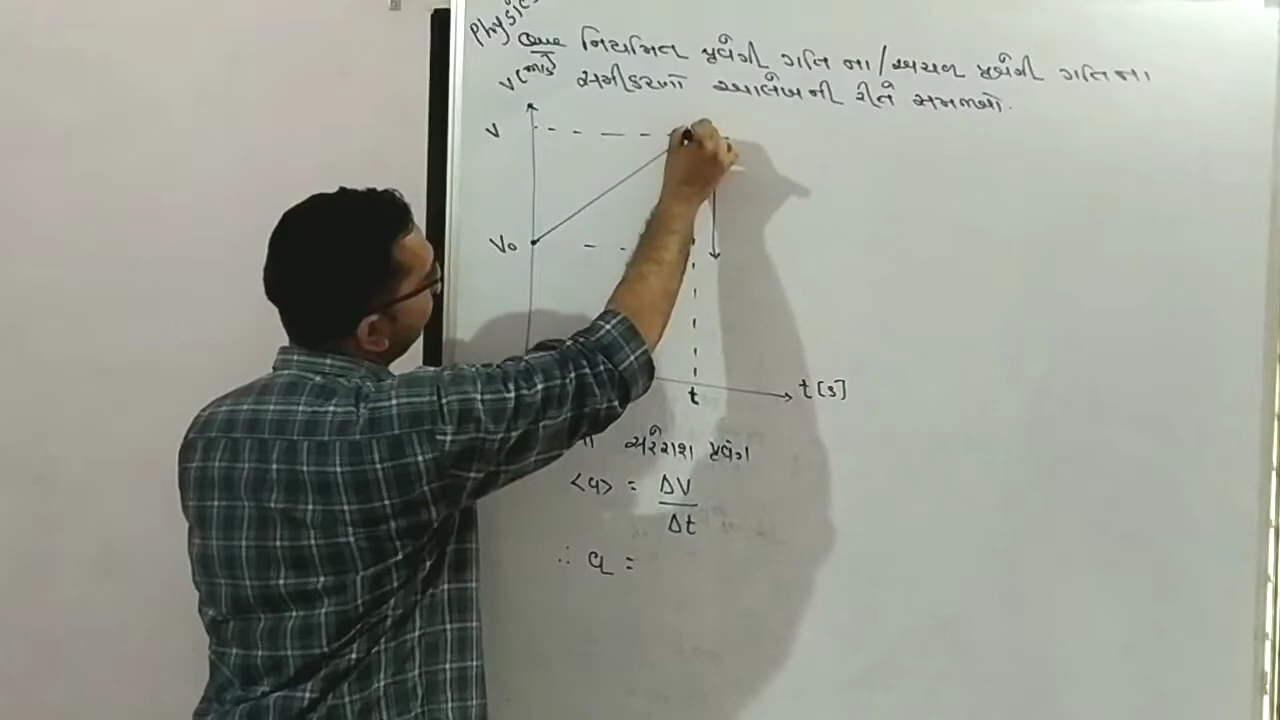 Physics
Que નિયમિત પ્રવેગી ગતિ ના/અચળ પ્રવેગી ગતિના
સમીકરણો આલેખની રીતે સમજાવો.
v
V
V₀
t
t[s]
સરેરાશ પ્રવેગ
<a> = ΔV/Δt
∴ a =